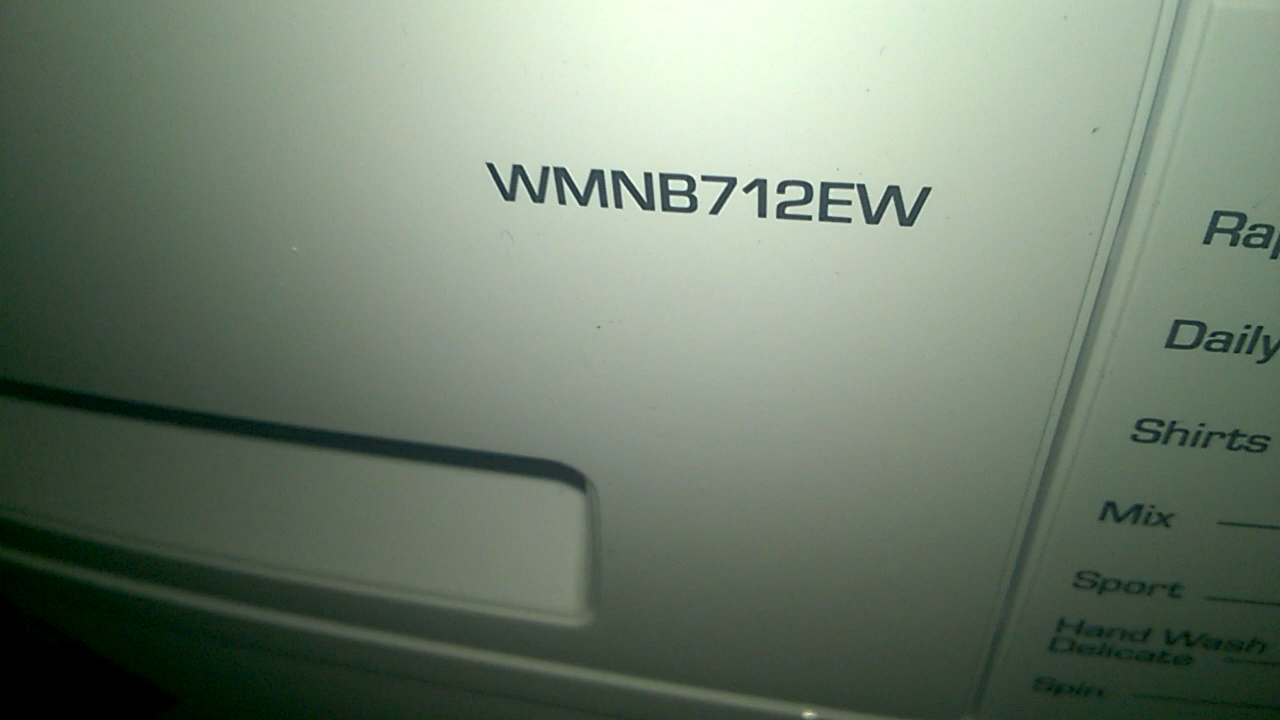 WMNB712EW
Daily
Shirts
Mix
Sport
Hand Wash
Delicate
Spin